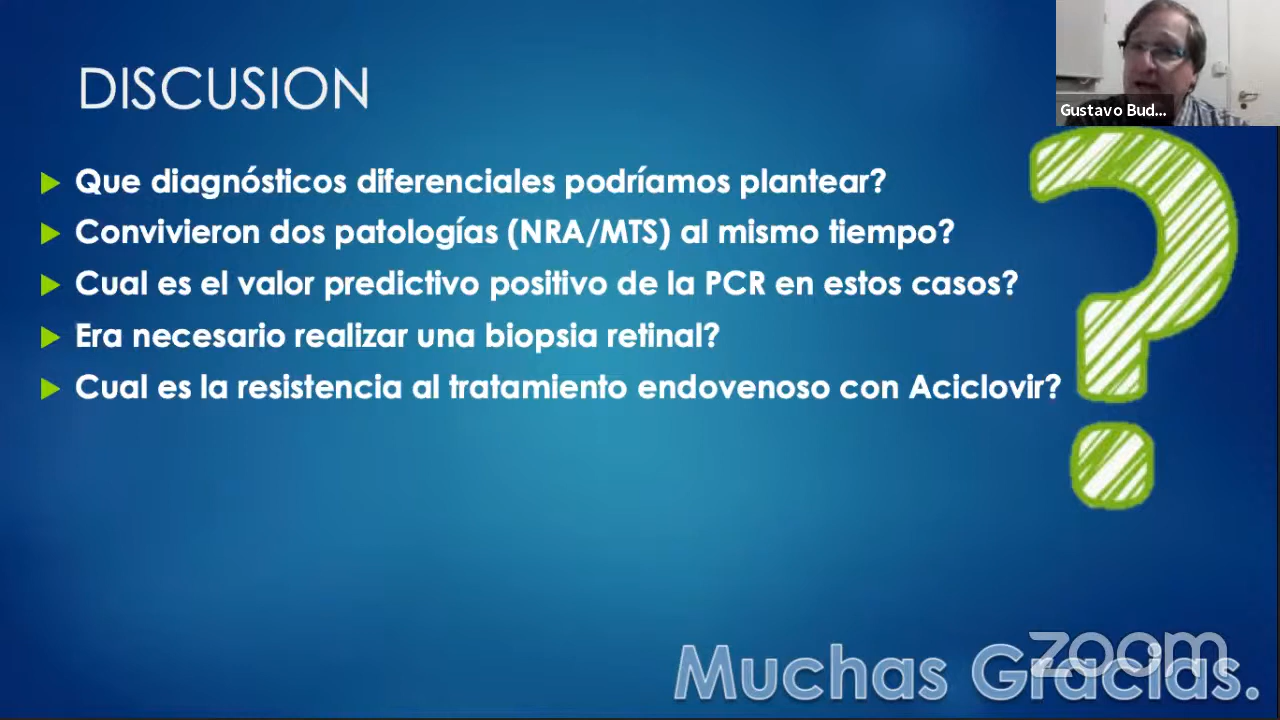 DISCUSION
Gustavo Bud...
Que diagnósticos diferenciales podríamos plantear?
Convivieron dos patologías (NRA/MTS) al mismo tiempo?
Cual es el valor predictivo positivo de la PCR en estos casos?
Era necesario realizar una biopsia retinal?
Cual es la resistencia al tratamiento endovenoso con Aciclovir?
zoom
Muchas Gracias.